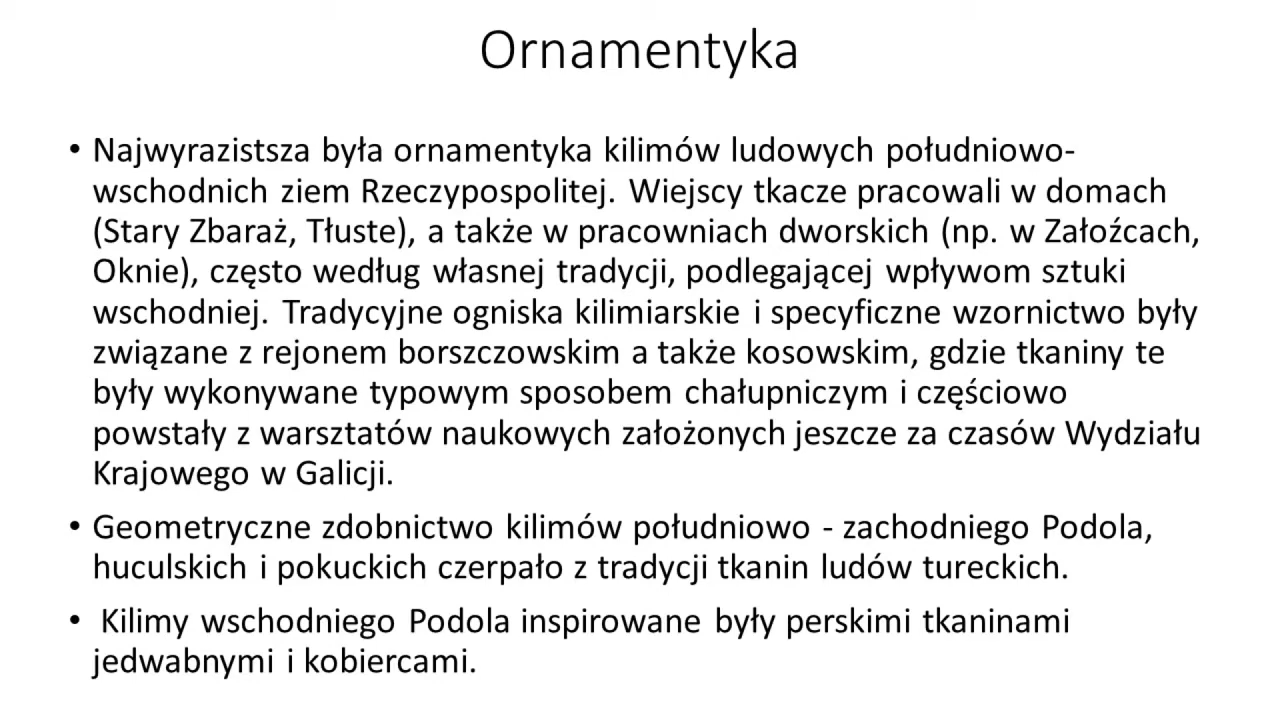 Ornamentyka
• Najwyrazistsza była ornamentyka kilimów ludowych południowo-
wschodnich ziem Rzeczypospolitej. Wiejscy tkacze pracowali w domach
(Stary Zbaraż, Tłuste), a także w pracowniach dworskich (np. w Założcach,
Oknie), często według własnej tradycji, podlegającej wpływom sztuki
wschodniej. Tradycyjne ogniska kilimiarskie i specyficzne wzornictwo były
związane z rejonem borszczowskim a także kosowskim, gdzie tkaniny te
były wykonywane typowym sposobem chałupniczym i częściowo
powstały z warsztatów naukowych założonych jeszcze za czasów Wydziału
Krajowego w Galicji.
• Geometryczne zdobnictwo kilimów południowo - zachodniego Podola,
huculskich i pokuckich czerpało z tradycji tkanin ludów tureckich.
• Kilimy wschodniego Podola inspirowane były perskimi tkaninami
jedwabnymi i kobiercami.